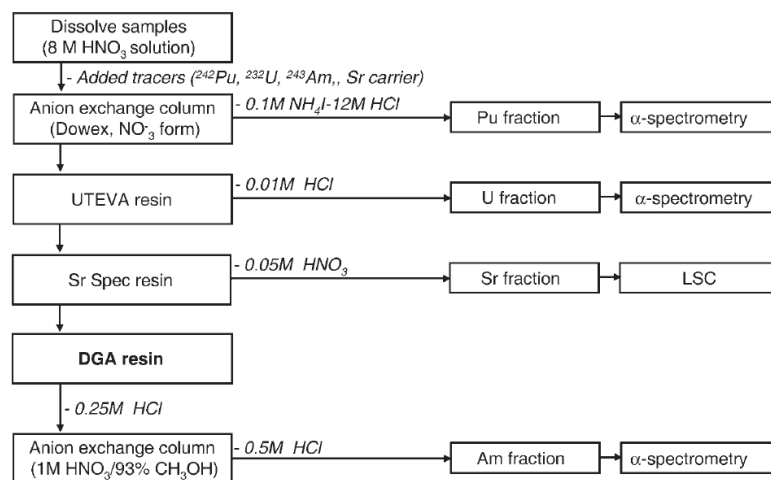 Dissolve samples
(8 M HNO₃ solution)
- Added tracers (²⁴²Pu, ²³²U, ²⁴³Am,, Sr carrier)
Anion exchange column
(Dowex, NO⁻₃ form)
- 0.1M NH₄I-12M HCl
Pu fraction
α-spectrometry
UTEVA resin
- 0.01M HCl
U fraction
α-spectrometry
Sr Spec resin
- 0.05M HNO₃
Sr fraction
LSC
DGA resin
- 0.25M HCl
Anion exchange column
(1M HNO₃/93% CH₃OH)
- 0.5M HCl
Am fraction
α-spectrometry